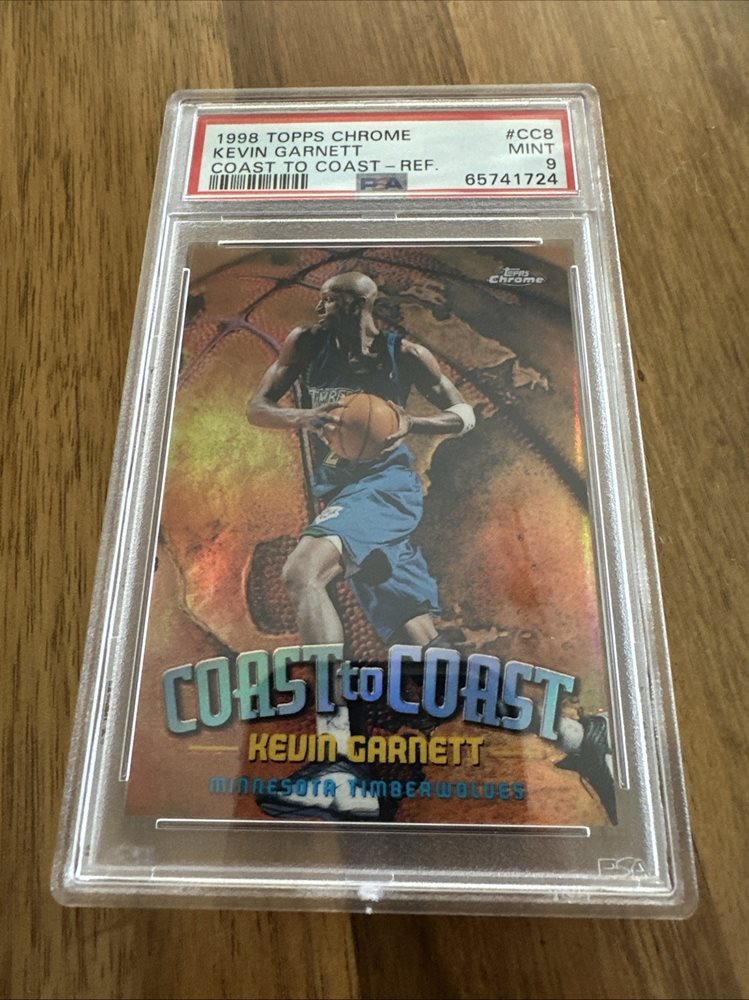 1998 TOPPS CHROME #CC8
KEVIN GARNETT MINT
COAST TO COAST - REF. 9
PSA 65741724
TOPPS
Chrome
COAST to COAST
KEVIN GARNETT
MINNESOTA TIMBERWOLVES
PSA